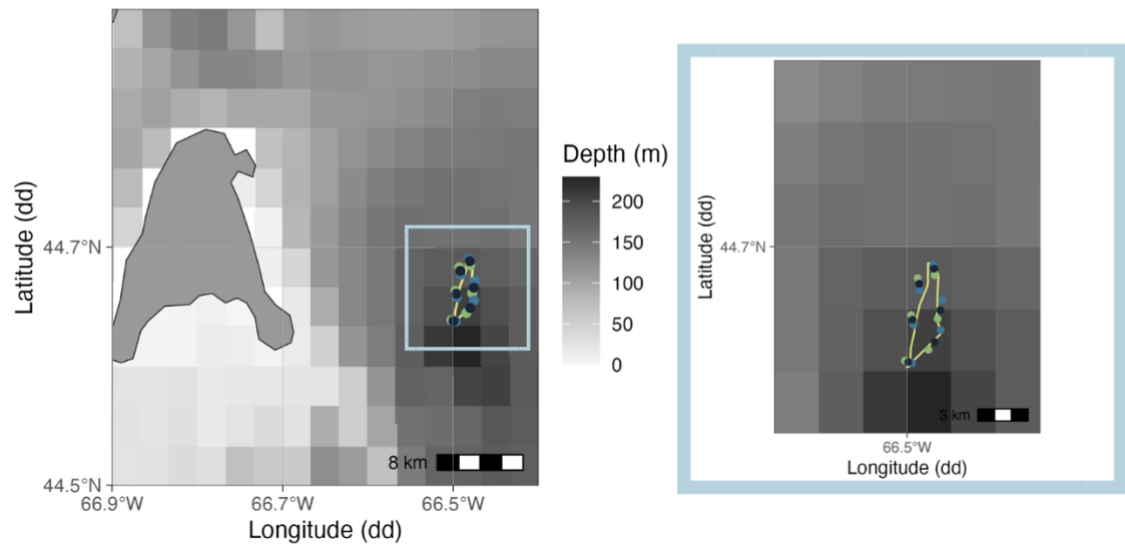 Latitude (dd)
44.7°N
44.5°N
66.9°W
66.7°W
66.5°W
Longitude (dd)
8 km
Depth (m)
200
150
100
50
0
Latitude (dd)
44.7°N
3 km
66.5°W
Longitude (dd)